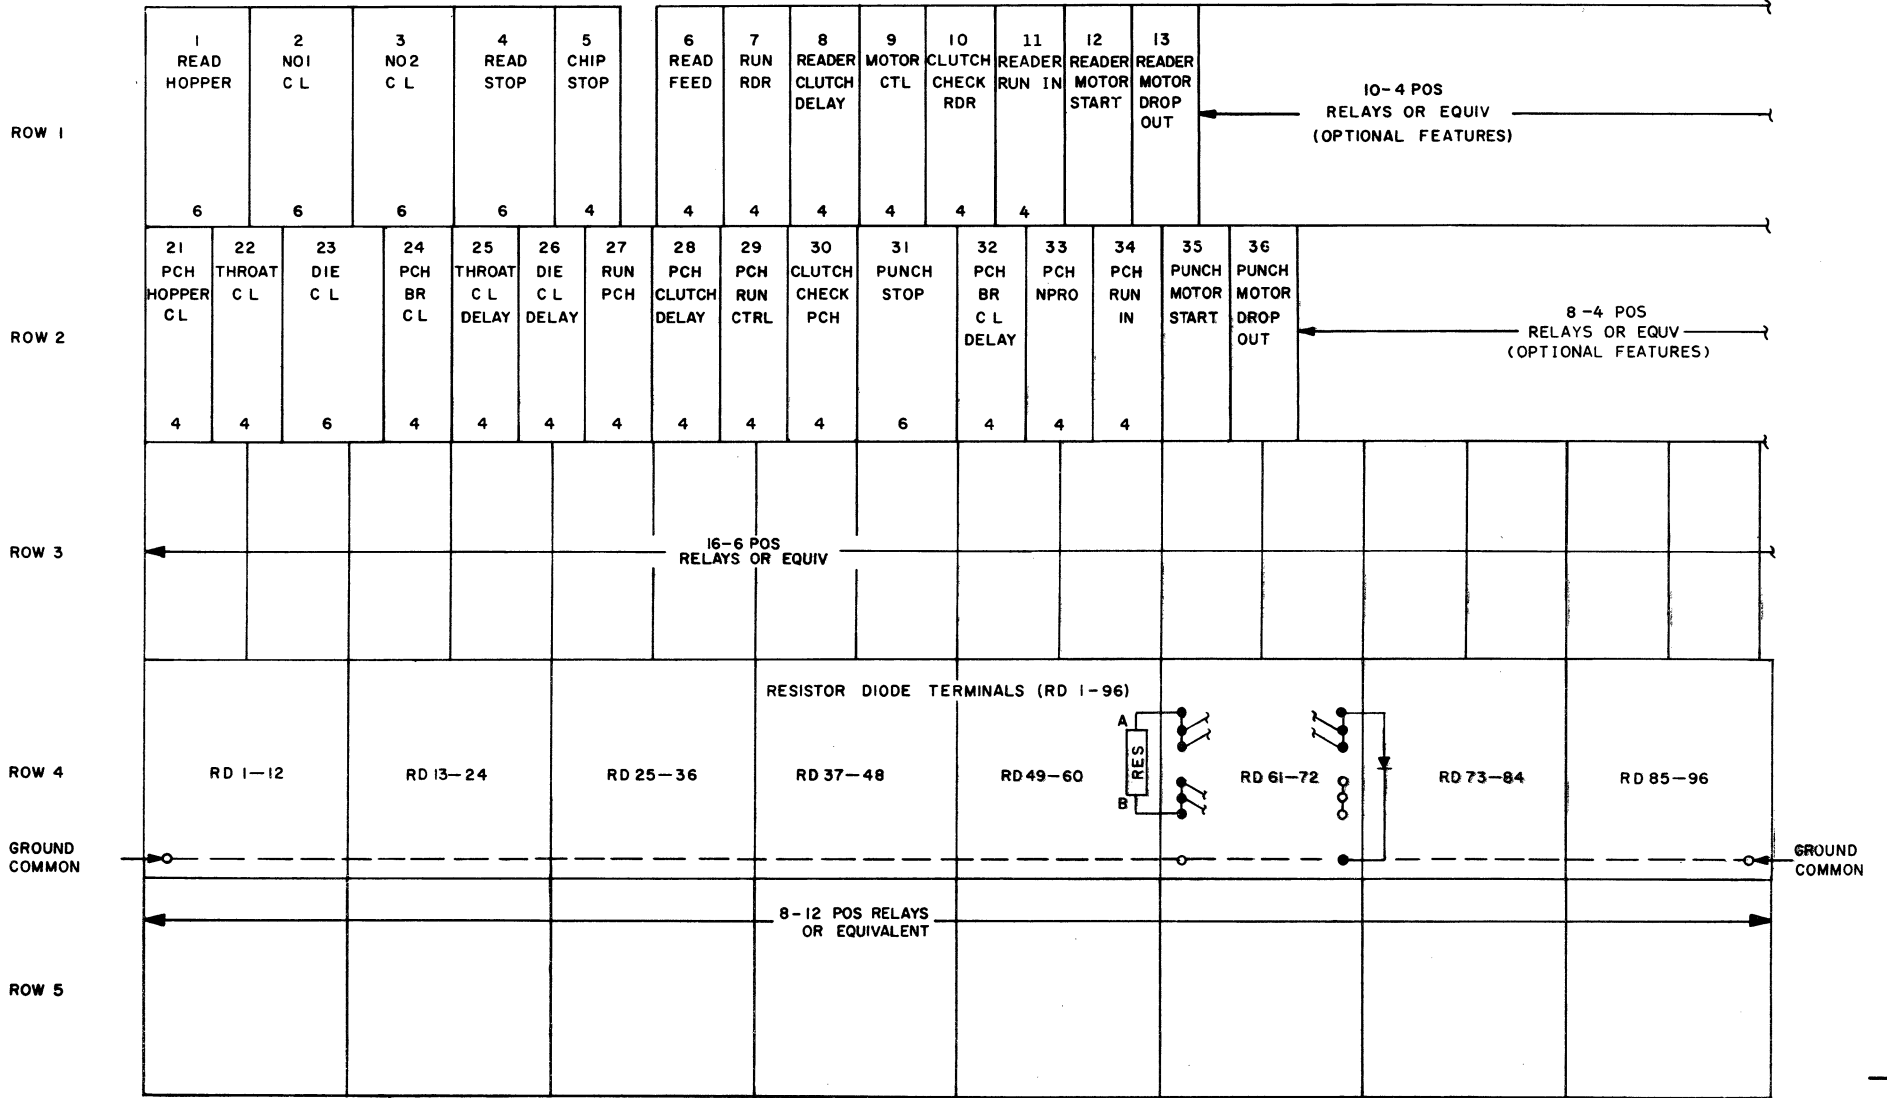 ROW 1
1
READ
HOPPER
6
2
NO1
CL
6
3
NO2
CL
6
4
READ
STOP
6
5
CHIP
STOP
4
6
READ
FEED
4
7
RUN
RDR
4
8
READER
CLUTCH
DELAY
4
9
MOTOR
CTL
4
10
CLUTCH
CHECK
RDR
4
11
READER
RUN IN
4
12
READER
MOTOR
START
13
READER
MOTOR
DROP
OUT
10-4 POS
RELAYS OR EQUIV
(OPTIONAL FEATURES)
ROW 2
21
PCH
HOPPER
CL
4
22
THROAT
CL
4
23
DIE
CL
6
24
PCH
BR
CL
4
25
THROAT
CL
DELAY
4
26
DIE
CL
DELAY
4
27
RUN
PCH
4
28
PCH
CLUTCH
DELAY
4
29
PCH
RUN
CTRL
4
30
CLUTCH
CHECK
PCH
4
31
PUNCH
STOP
6
32
PCH
BR
CL
DELAY
4
33
PCH
NPRO
4
34
PCH
RUN
IN
4
35
PUNCH
MOTOR
START
36
PUNCH
MOTOR
DROP
OUT
8-4 POS
RELAYS OR EQUV
(OPTIONAL FEATURES)
ROW 3
16-6 POS
RELAYS OR EQUIV
RESISTOR DIODE TERMINALS (RD 1-96)
ROW 4
RD 1-12
RD 13-24
RD 25-36
RD 37-48
RD 49-60
A
RES
B
RD 61-72
RD 73-84
RD 85-96
GROUND
COMMON
GROUND
COMMON
8-12 POS RELAYS
OR EQUIVALENT
ROW 5